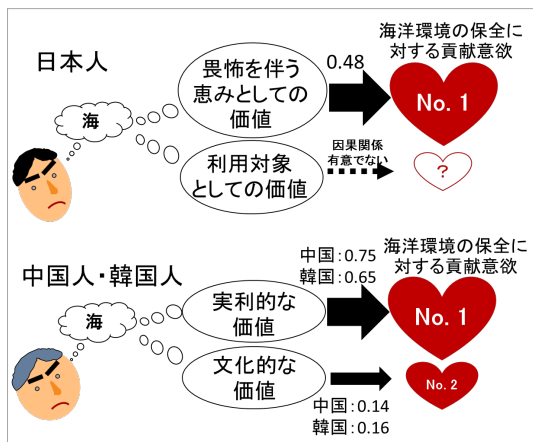 海洋環境の保全に
対する貢献意欲
日本人
海
畏怖を伴う
恵みとしての
価値
0.48
No. 1
利用対象
としての価値
因果関係
有意でない
?
中国人・韓国人
海
中国:0.75
韓国:0.65
海洋環境の保全に
対する貢献意欲
実利的な
価値
No. 1
文化的な
価値
No. 2
中国:0.14
韓国:0.16